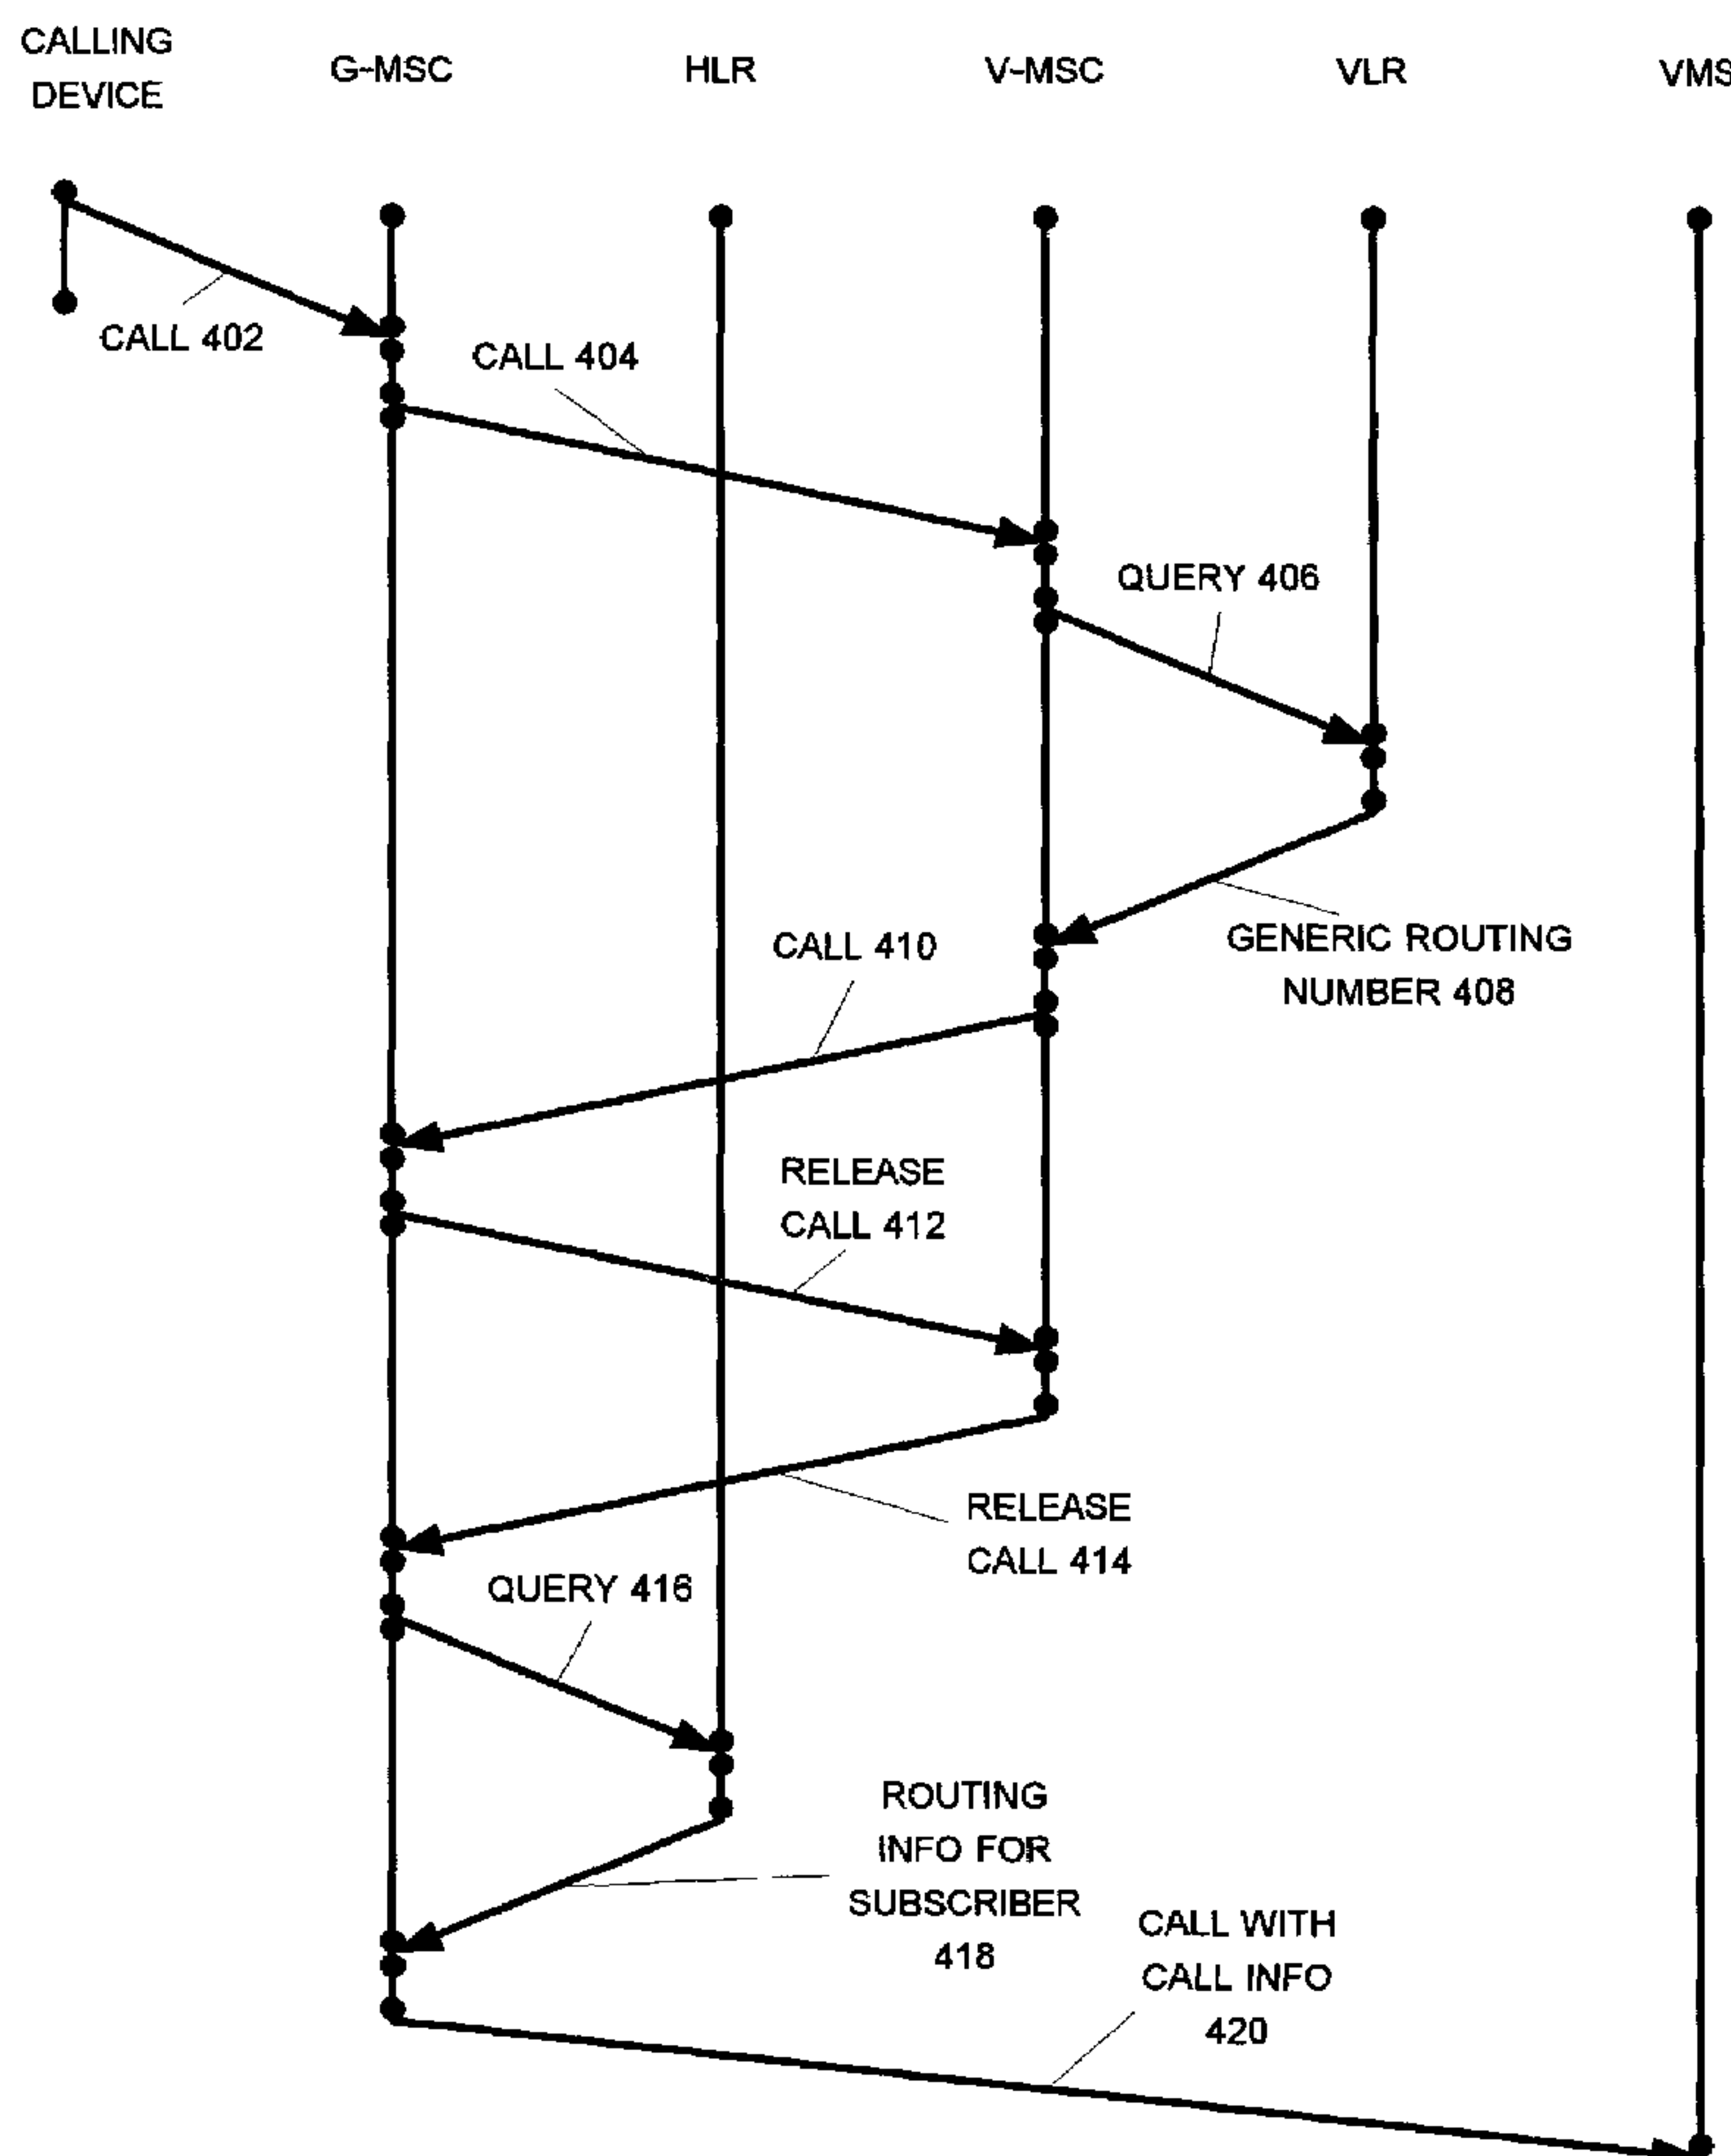 CALLING
DEVICE
G-MSC
HLR
V-MSC
VLR
VMS
CALL 402
CALL 404
QUERY 406
GENERIC ROUTING
NUMBER 408
CALL 410
RELEASE
CALL 412
RELEASE
CALL 414
QUERY 416
ROUTING
INFO FOR
SUBSCRIBER
418
CALL WITH
CALL INFO
420